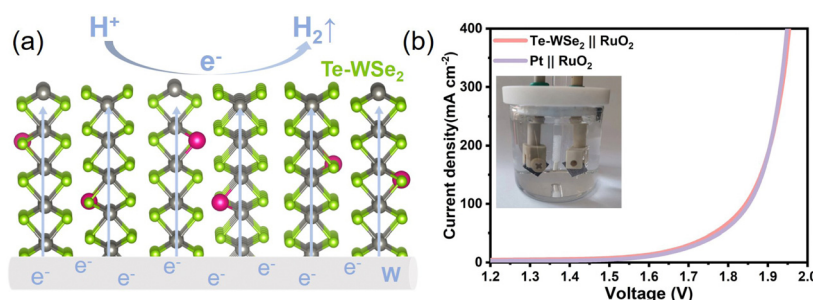 (a)
H⁺
H₂↑
e⁻
Te-WSe₂
e⁻ e⁻ e⁻ e⁻ e⁻ e⁻ e⁻ e⁻ W
(b)
Te-WSe₂ || RuO₂
Pt || RuO₂
Current density(mA cm⁻²)
400
300
200
100
0
1.2 1.3 1.4 1.5 1.6 1.7 1.8 1.9 2.0
Voltage (V)